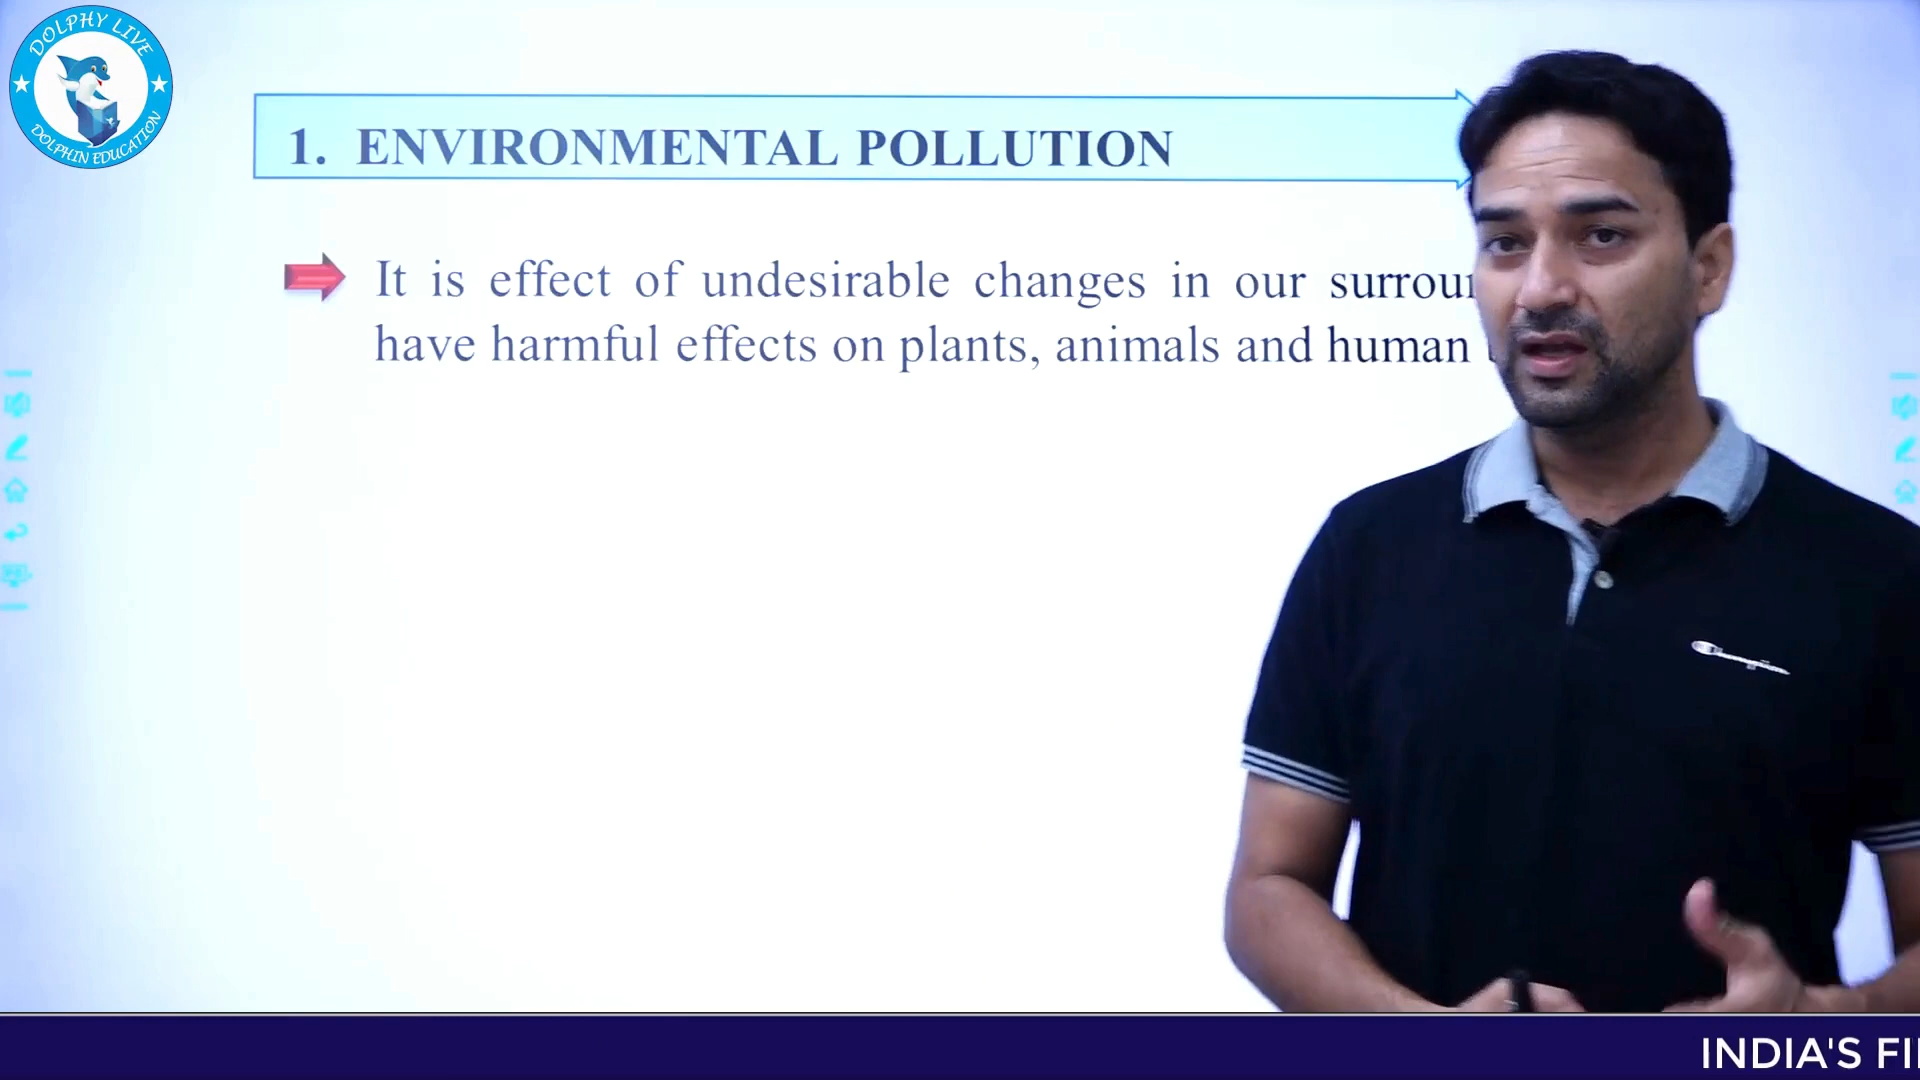 DOLPHY LIVE
DOLPHIN EDUCATION
1. ENVIRONMENTAL POLLUTION
It is effect of undesirable changes in our
have harmful effects on plants, animals and human
Champion
INDIA'S